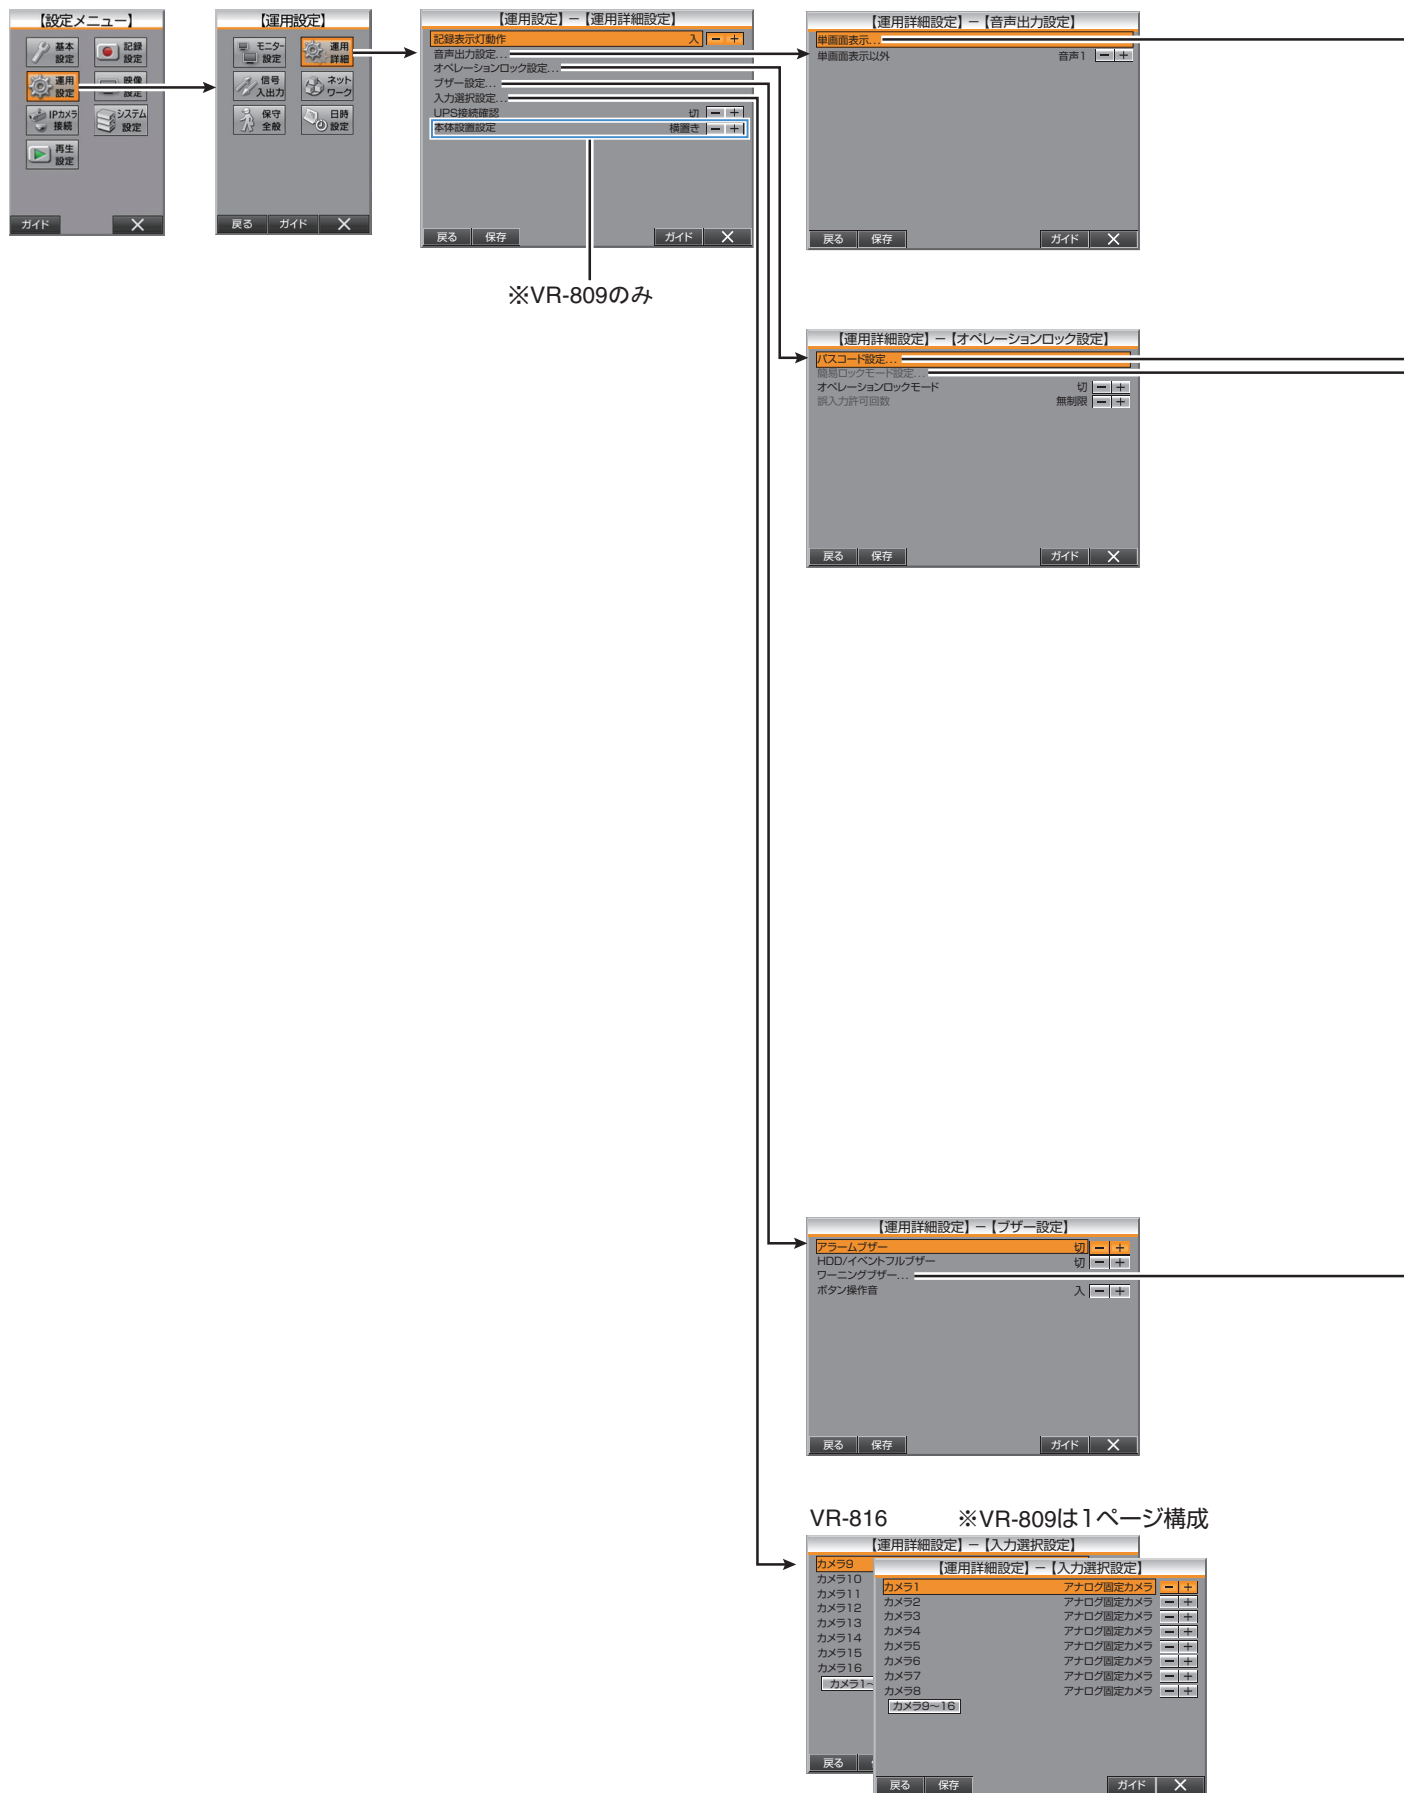 【設定メニュー】
基本
設定
記録
設定
運用
設定
映像
設定
IPカメラ
接続
システム
設定
再生
設定
ガイド
【運用設定】
モニター
設定
運用
詳細
信号
入出力
ネット
ワーク
保守
全般
日時
設定
戻る ガイド
【運用設定】－【運用詳細設定】
記録表示灯動作 入 － ＋
音声出力設定...
オペレーションロック設定...
ブザー設定...
入力選択設定...
UPS接続確認 切 － ＋
本体設置設定 横置き － ＋
戻る 保存 ガイド
※VR-809のみ
【運用詳細設定】－【音声出力設定】
単画面表示...
単画面表示以外 音声1 － ＋
戻る 保存 ガイド
【運用詳細設定】－【オペレーションロック設定】
パスコード設定...
簡易ロックモード設定...
オペレーションロックモード 切 － ＋
誤入力許可回数 無制限 － ＋
戻る 保存 ガイド
【運用詳細設定】－【ブザー設定】
アラームブザー 切 － ＋
HDD/イベントフルブザー 切 － ＋
ワーニングブザー...
ボタン操作音 入 － ＋
戻る 保存 ガイド
VR-816 ※VR-809は1ページ構成
【運用詳細設定】－【入力選択設定】
カメラ9
カメラ10
カメラ11
カメラ12
カメラ13
カメラ14
カメラ15
カメラ16
カメラ1～
戻る
【運用詳細設定】－【入力選択設定】
カメラ1 アナログ固定カメラ － ＋
カメラ2 アナログ固定カメラ － ＋
カメラ3 アナログ固定カメラ － ＋
カメラ4 アナログ固定カメラ － ＋
カメラ5 アナログ固定カメラ － ＋
カメラ6 アナログ固定カメラ － ＋
カメラ7 アナログ固定カメラ － ＋
カメラ8 アナログ固定カメラ － ＋
カメラ9～16
戻る 保存 ガイド